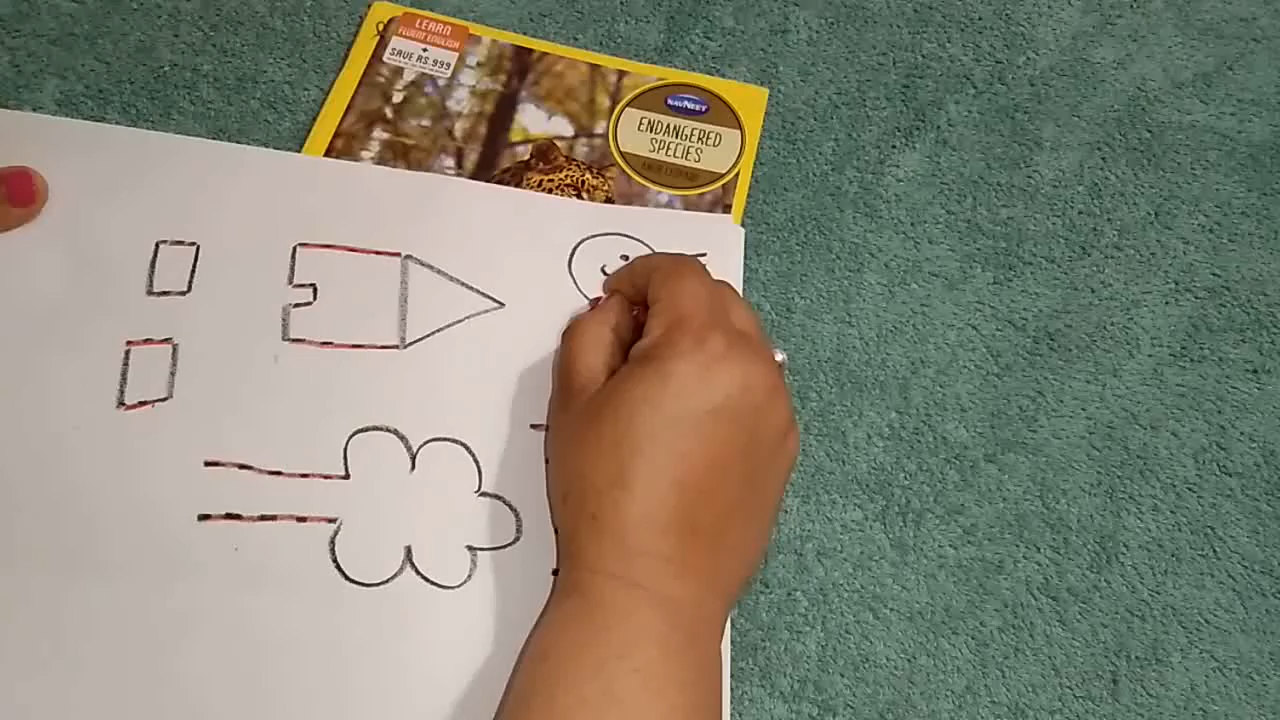 LEARN
FLUENT ENGLISH
+
SAVE RS.999
NAVNEET
ENDANGERED
SPECIES